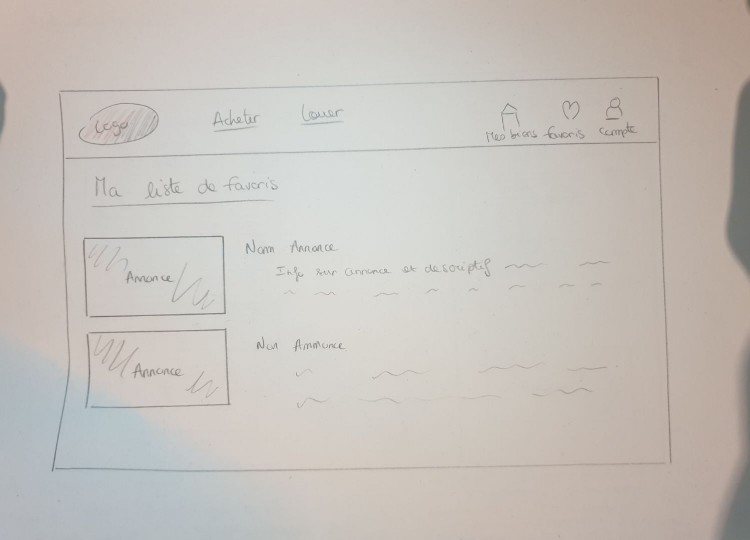 Logo
Acheter
Louer
Mes biens
favoris
compte
Ma liste de favoris
Annonce
Nom Annonce
Info sur annonce et descriptif
Annonce
Nom Ammonce